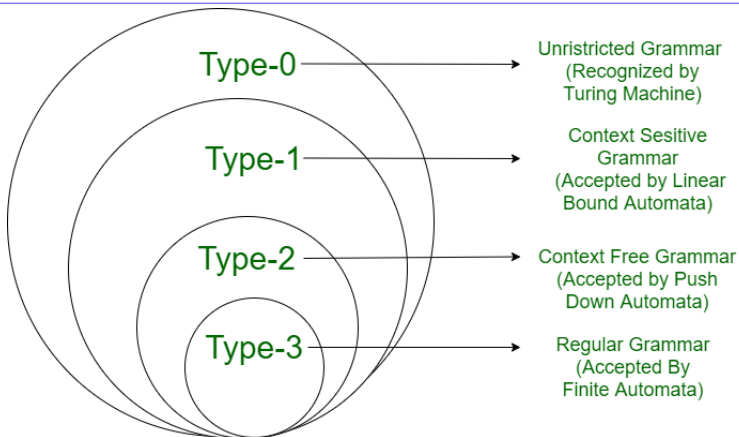 Type-0
Unristricted Grammar
(Recognized by
Turing Machine)
Type-1
Context Sesitive
Grammar
(Accepted by Linear
Bound Automata)
Type-2
Context Free Grammar
(Accepted by Push
Down Automata)
Type-3
Regular Grammar
(Accepted By
Finite Automata)